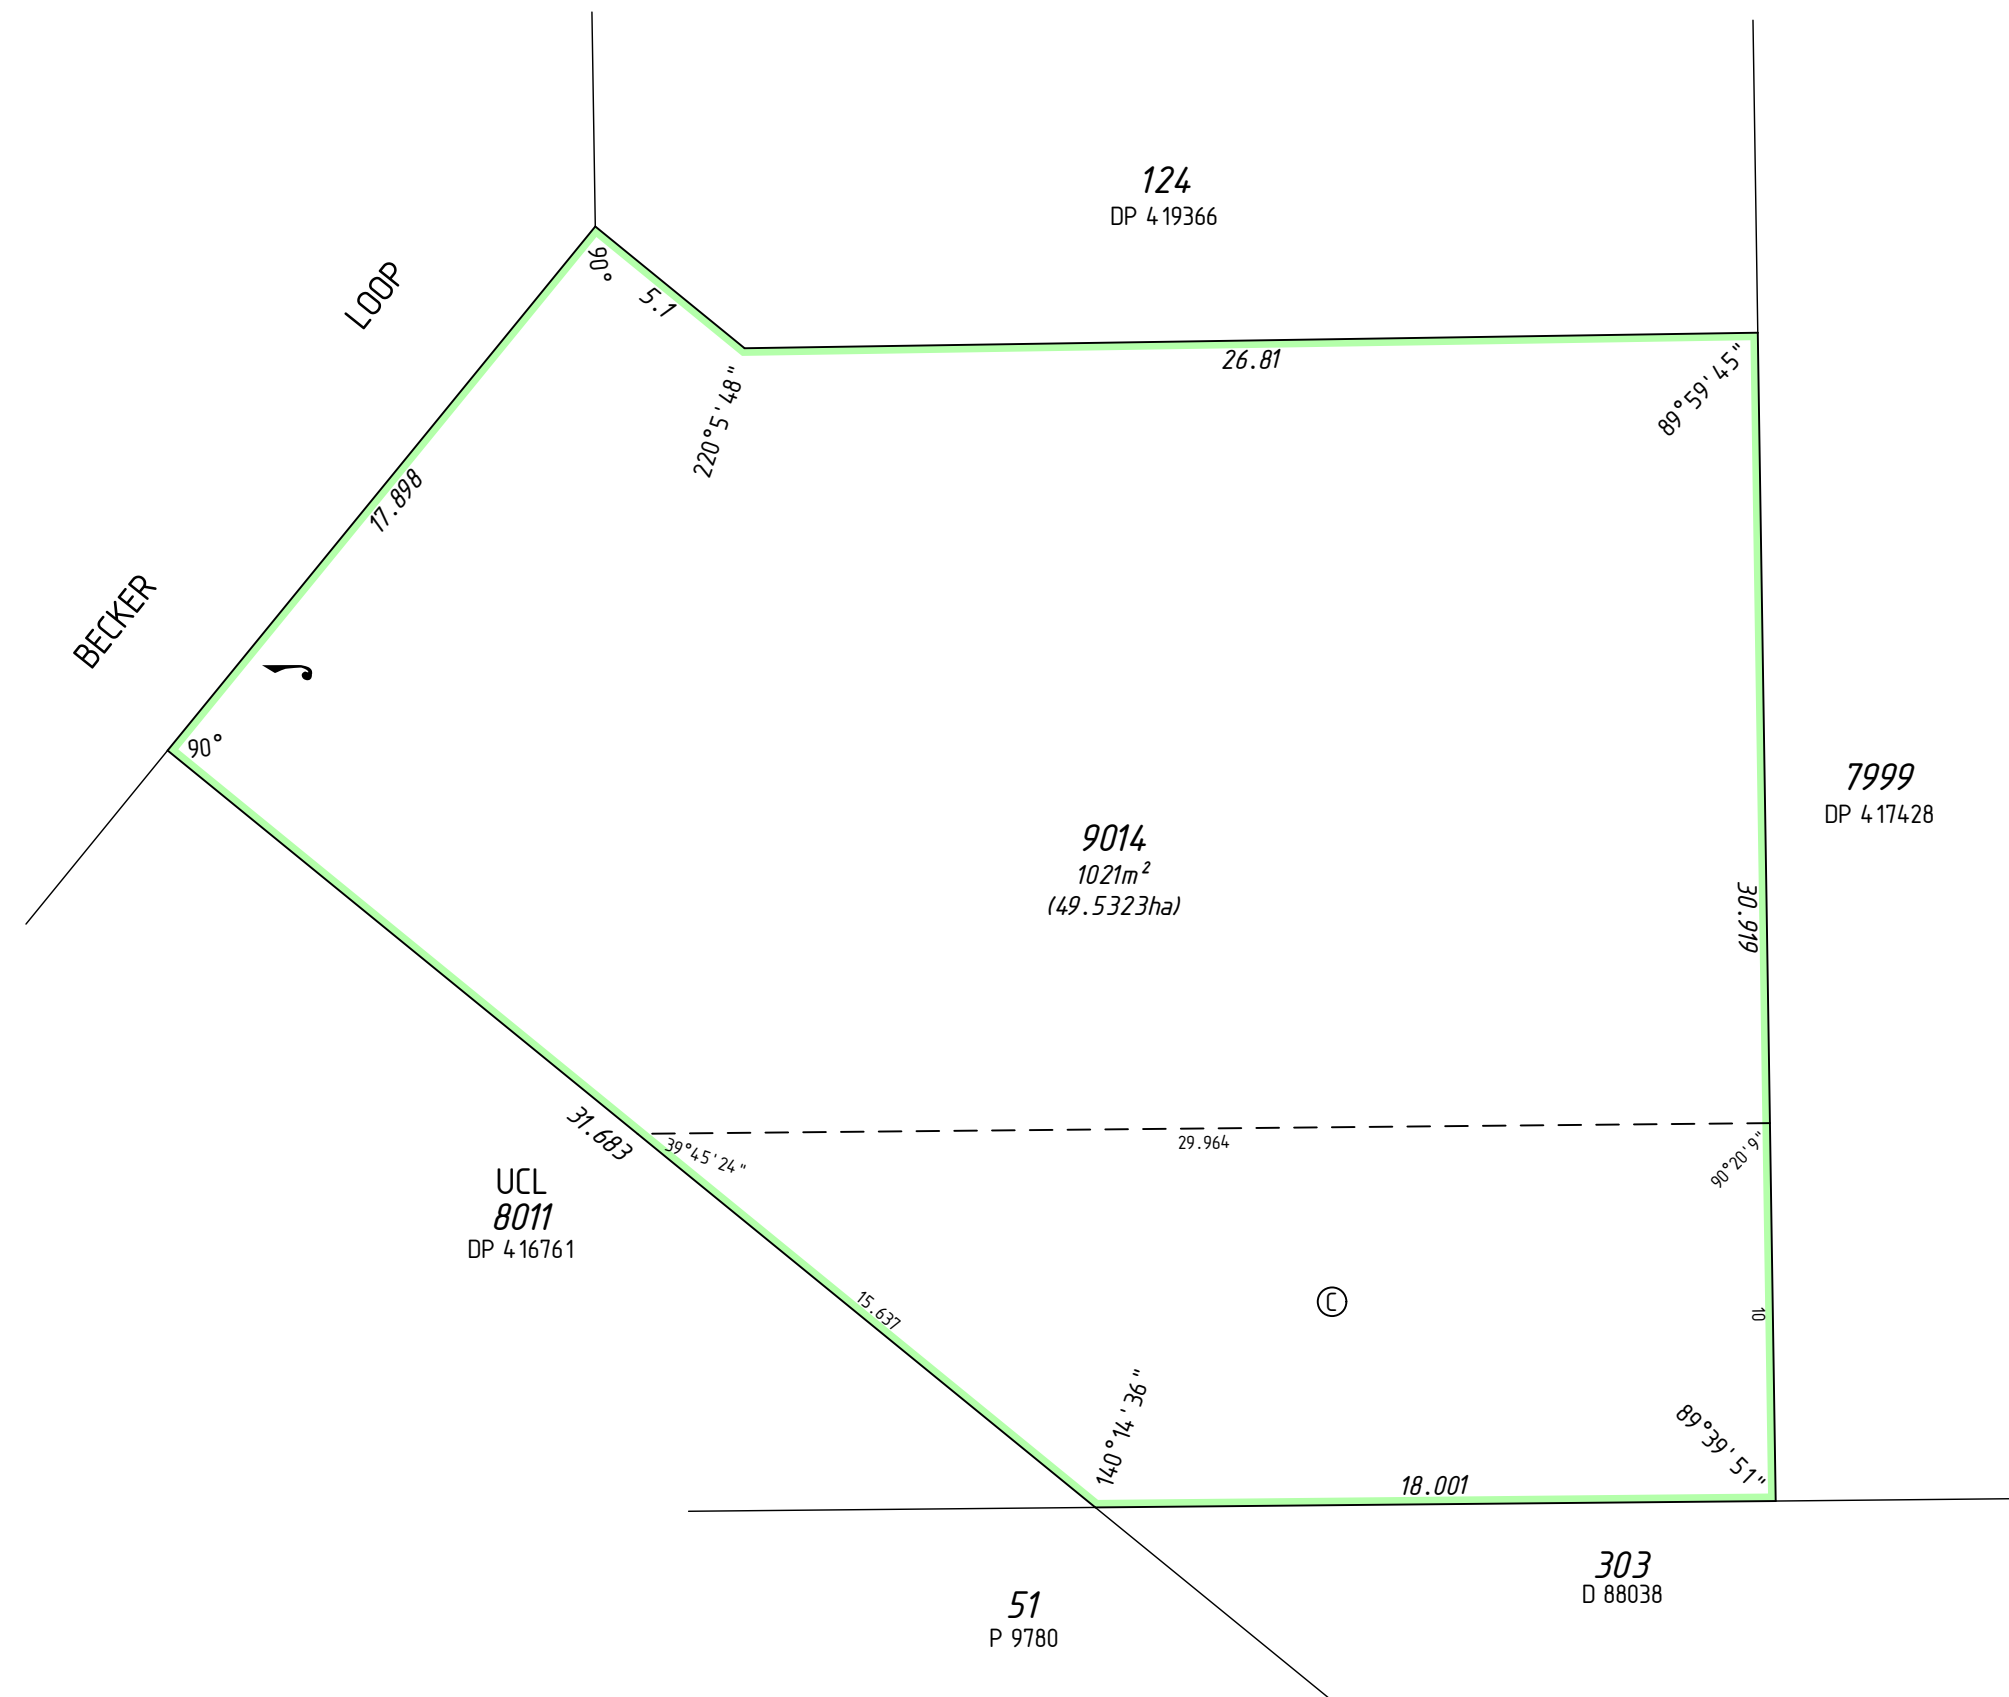 124
DP 419366
LOOP
90°
5.1
26.81
89°59'45"
220°5'48"
17.898
BECKER
90°
7999
DP 417428
9014
1021m²
(49.5323ha)
30.919
31.683
39°45'24"
29.964
90°20'9"
UCL
8011
DP 416761
15.637
C
10
140°14'36"
89°39'51"
18.001
303
D 88038
51
P 9780